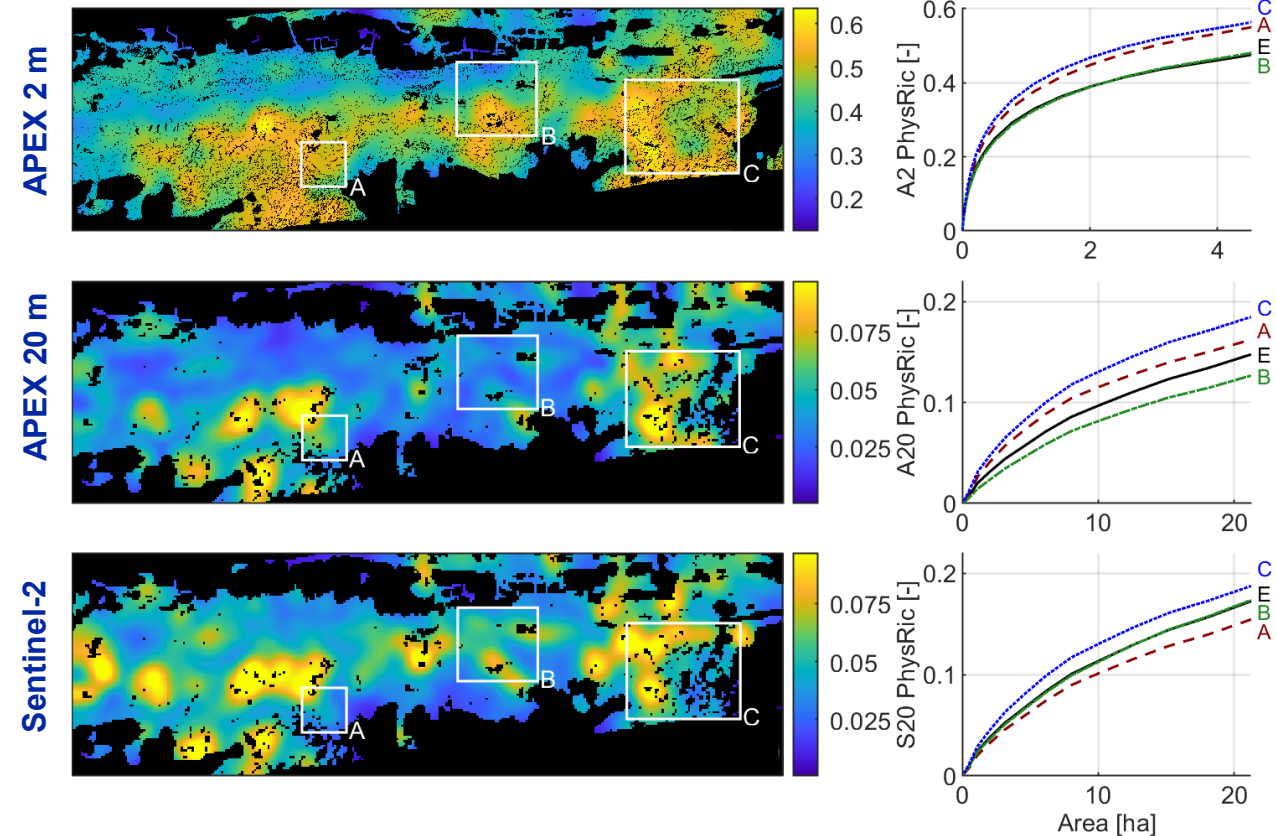 APEX 2 m
A
B
C
0.6
0.5
0.4
0.3
0.2
A2 PhysRic [-]
0.6
0.4
0.2
0
0
2
4
C
A
E
B
APEX 20 m
A
B
C
0.075
0.05
0.025
A20 PhysRic [-]
0.2
0.1
0
0
10
20
C
A
E
B
Sentinel-2
A
B
C
0.075
0.05
0.025
S20 PhysRic [-]
0.2
0.1
0
0
10
20
C
E
B
A
Area [ha]